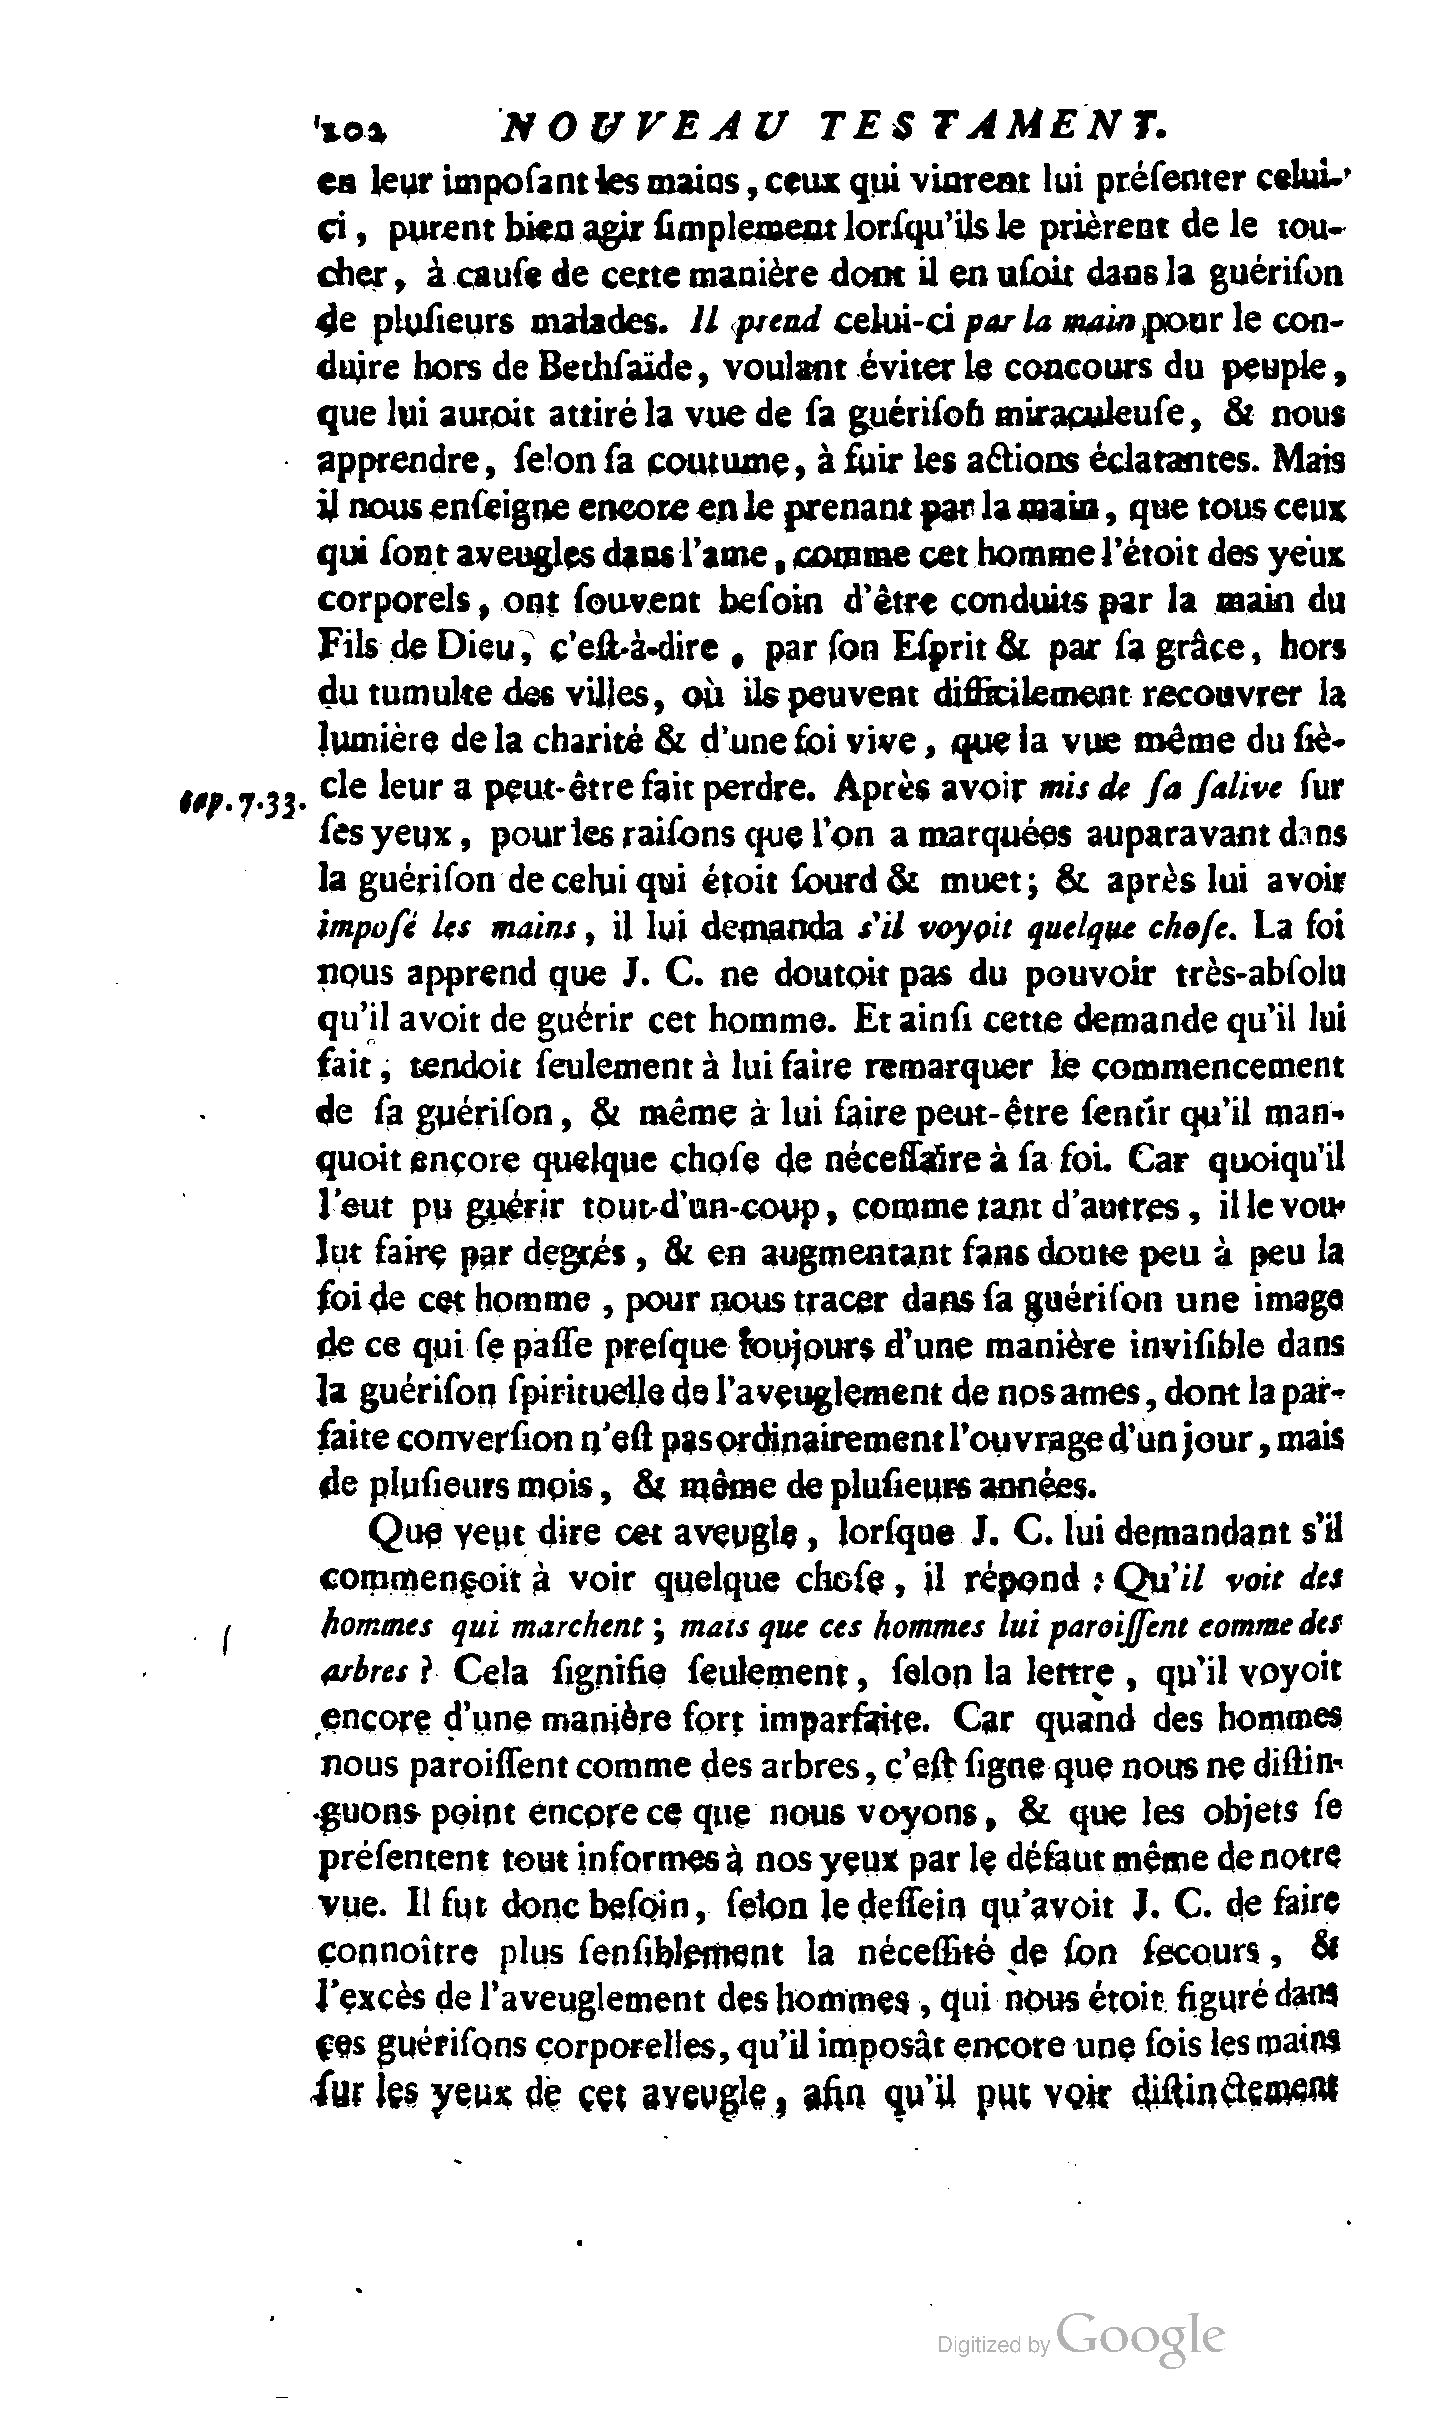 202 NOUVEAU TESTAMENT.
en leur impoſant les mains, ceux qui vinrent lui préſenter celui-
ci, purent bien agir ſimplement lorſqu'ils le prièrent de le tou-
cher, à cauſe de cette manière dont il en uſoit dans la guériſon
de pluſieurs malades. Il prend celui-ci par la main pour le con-
duire hors de Bethſaïde, voulant éviter le concours du peuple,
que lui auroit attiré la vue de ſa guériſon miraculeuſe, & nous
apprendre, ſelon ſa coutume, à fuir les actions éclatantes. Mais
il nous enſeigne encore en le prenant par la main, que tous ceux
qui ſont aveugles dans l'ame, comme cet homme l'étoit des yeux
corporels, ont ſouvent beſoin d'être conduits par la main du
Fils de Dieu, c'eſt-à-dire, par ſon Eſprit & par ſa grâce, hors
du tumulte des villes, où ils peuvent difficilement recouvrer la
lumière de la charité & d'une foi vive, que la vue même du ſiè-
cle leur a peut-être fait perdre. Après avoir mis de ſa ſalive ſur
ſup. 7. 33.
ſes yeux, pour les raiſons que l'on a marquées auparavant dans
la guériſon de celui qui étoit ſourd & muet; & après lui avoir
impoſé les mains, il lui demanda s'il voyoit quelque choſe. La foi
nous apprend que J. C. ne doutoit pas du pouvoir très-abſolu
qu'il avoit de guérir cet homme. Et ainſi cette demande qu'il lui
fait, tendoit ſeulement à lui faire remarquer le commencement
de ſa guériſon, & même à lui faire peut-être ſentir qu'il man-
quoit encore quelque choſe de néceſſaire à ſa foi. Car quoiqu'il
l'eut pu guérir tout-d'un-coup, comme tant d'autres, il le vou-
lut faire par degrés, & en augmentant ſans doute peu à peu la
foi de cet homme, pour nous tracer dans ſa guériſon une image
de ce qui ſe paſſe preſque toujours d'une manière inviſible dans
la guériſon ſpirituelle de l'aveuglement de nos ames, dont la par-
faite converſion n'eſt pas ordinairement l'ouvrage d'un jour, mais
de pluſieurs mois, & même de pluſieurs années.
Que veut dire cet aveugle, lorſque J. C. lui demandant s'il
commençoit à voir quelque choſe, il répond : Qu'il voit des
hommes qui marchent ; mais que ces hommes lui paroiſſent comme des
arbres ? Cela ſignifie ſeulement, ſelon la lettre, qu'il voyoit
encore d'une manière fort imparfaite. Car quand des hommes
nous paroiſſent comme des arbres, c'eſt ſigne que nous ne diſtin-
guons point encore ce que nous voyons, & que les objets ſe
préſentent tout informes à nos yeux par le défaut même de notre
vue. Il fut donc beſoin, ſelon le deſſein qu'avoit J. C. de faire
connoître plus ſenſiblement la néceſſité de ſon ſecours, &
l'excès de l'aveuglement des hommes, qui nous étoit figuré dans
ces guériſons corporelles, qu'il imposât encore une fois les mains
ſur les yeux de cet aveugle, afin qu'il put voir diſtinctement
Digitized by Google